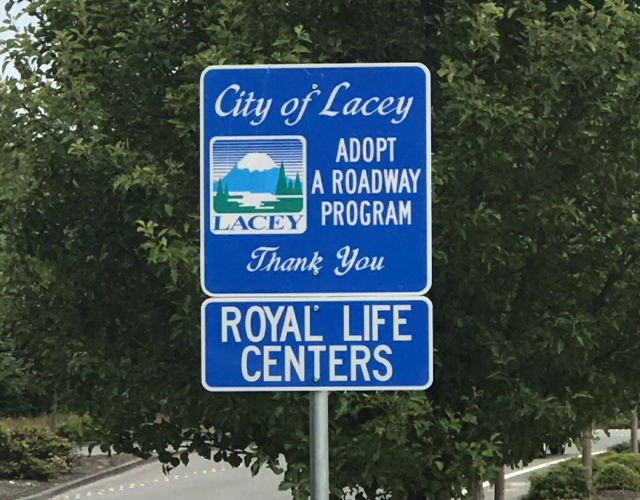 City of Lacey
ADOPT
A ROADWAY
PROGRAM
LACEY
Thank You
ROYAL LIFE
CENTERS